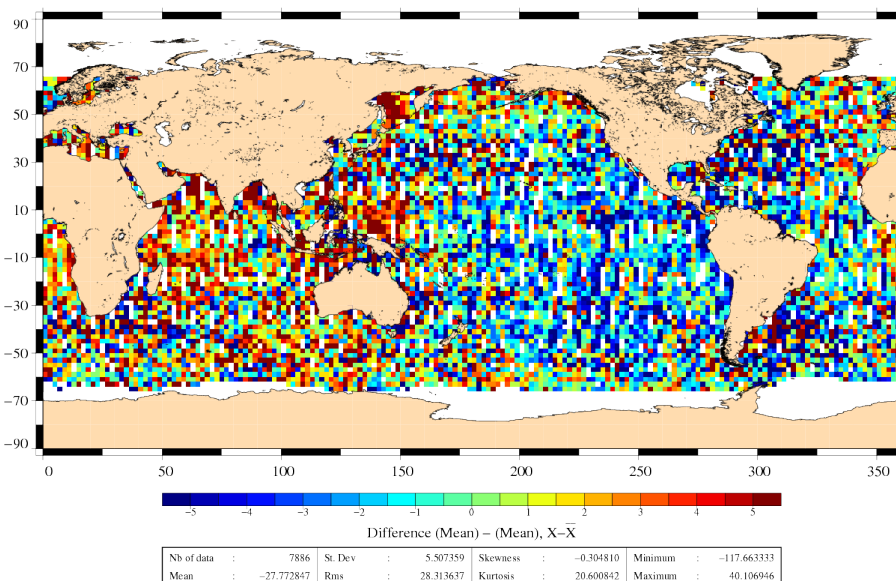 90
70
50
30
10
−10
−30
−50
−70
−90
0 50 100 150 200 250 300 350
−5 −4 −3 −2 −1 0 1 2 3 4 5
Difference (Mean) − (Mean), X−X̅
Nb of data : 7886 St. Dev 5.507359 Skewness : −0.304810 Minimum : −117.663333
Mean : −27.772847 Rms : 28.313637 Kurtosis : 20.600842 Maximum : 40.106946